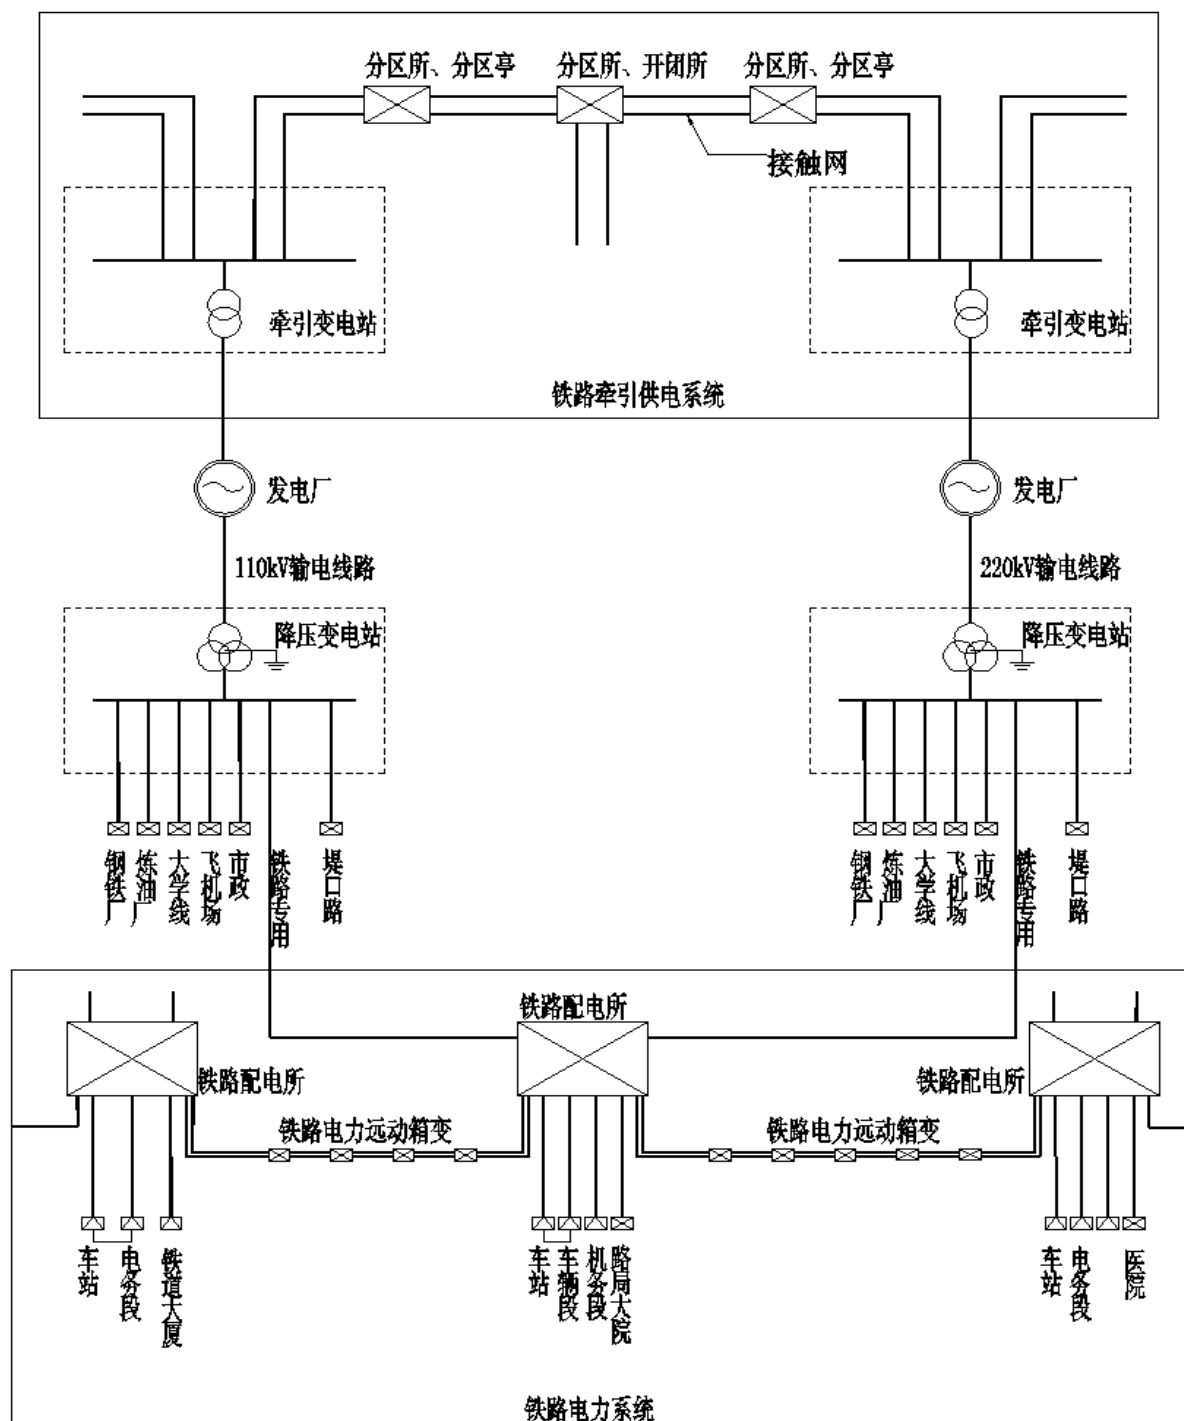 分区所、分区亭
分区所、开闭所
分区所、分区亭
接触网
牵引变电站
牵引变电站
铁路牵引供电系统
发电厂
发电厂
110kV输电线路
220kV输电线路
降压变电站
降压变电站
钢铁厂
炼油厂
大学线
飞机场
市政
铁路专用
堤口路
钢铁厂
炼油厂
大学线
飞机场
市政
铁路专用
堤口路
铁路配电所
铁路配电所
铁路配电所
铁路电力远动箱变
铁路电力远动箱变
车站
电务段
铁道大厦
车站
车辆段
机务段
路局大院
车站
电务段
医院
铁路电力系统